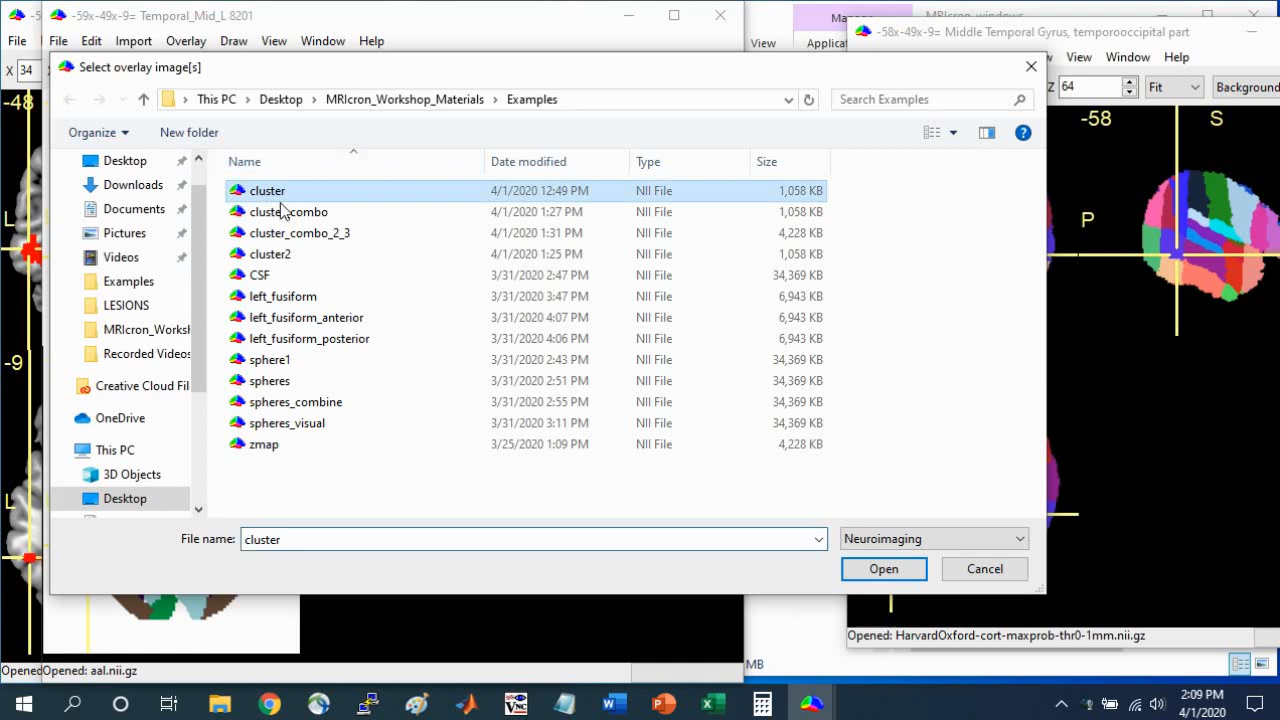 -59x-49x-9= Temporal_Mid_L 8201
MRIcron_windows
-58x-49x-9= Middle Temporal Gyrus, temporooccipital part
File
File Edit Import Overlay Draw View Window Help
View
View Window Help
X 34
Z 64 Fit Background
-48
-9
L
L
-58 S
P
Select overlay image[s]
This PC Desktop MRIcron_Workshop_Materials Examples
Search Examples
Organize New folder
Name Date modified Type Size
cluster 4/1/2020 12:49 PM NII File 1,058 KB
cluster_combo 4/1/2020 1:27 PM NII File 1,058 KB
cluster_combo_2_3 4/1/2020 1:31 PM NII File 4,228 KB
cluster2 4/1/2020 1:25 PM NII File 1,058 KB
CSF 3/31/2020 2:47 PM NII File 34,369 KB
left_fusiform 3/31/2020 3:47 PM NII File 6,943 KB
left_fusiform_anterior 3/31/2020 4:07 PM NII File 6,943 KB
left_fusiform_posterior 3/31/2020 4:06 PM NII File 6,943 KB
sphere1 3/31/2020 2:43 PM NII File 34,369 KB
spheres 3/31/2020 2:51 PM NII File 34,369 KB
spheres_combine 3/31/2020 2:55 PM NII File 34,369 KB
spheres_visual 3/31/2020 3:11 PM NII File 34,369 KB
zmap 3/25/2020 1:09 PM NII File 4,228 KB
Desktop
Downloads
Documents
Pictures
Videos
Examples
LESIONS
MRIcron_Worksh
Recorded Videos
Creative Cloud Fil
OneDrive
This PC
3D Objects
Desktop
File name: cluster
Neuroimaging
Open Cancel
Opened: HarvardOxford-cort-maxprob-thr0-1mm.nii.gz
MB
Opened
Opened: aal.nii.gz
2:09 PM
4/1/2020